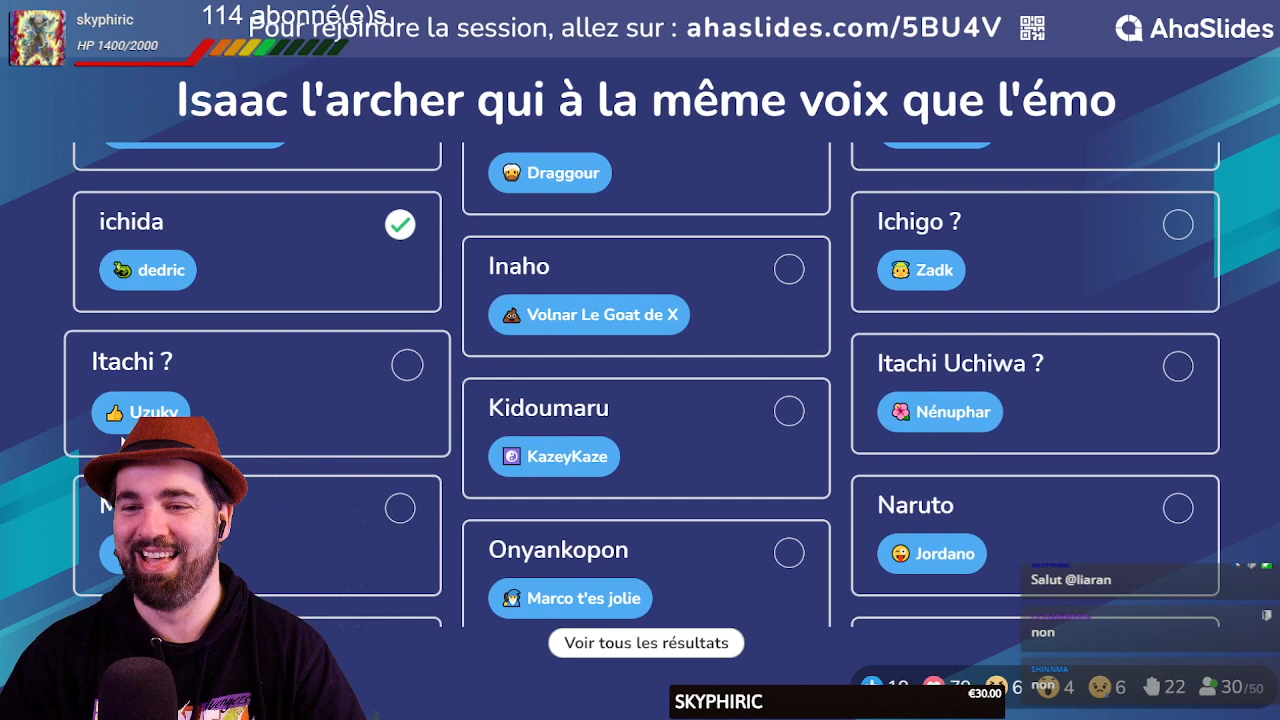 skyphiric
HP 1400/2000
114 abonné(e)s
Pour rejoindre la session, allez sur : ahaslides.com/5BU4V
AhaSlides
Isaac l'archer qui à la même voix que l'émo
Draggour
ichida
dedric
Inaho
Volnar Le Goat de X
Ichigo ?
Zadk
Itachi ?
Uzuky
Kidoumaru
KazeyKaze
Itachi Uchiwa ?
Nénuphar
Onyankopon
Marco t'es jolie
Naruto
Jordano
Voir tous les résultats
Salut @liaran
non
SHINNMA
non
6
4
6
22
30/50
SKYPHIRIC
€30.00